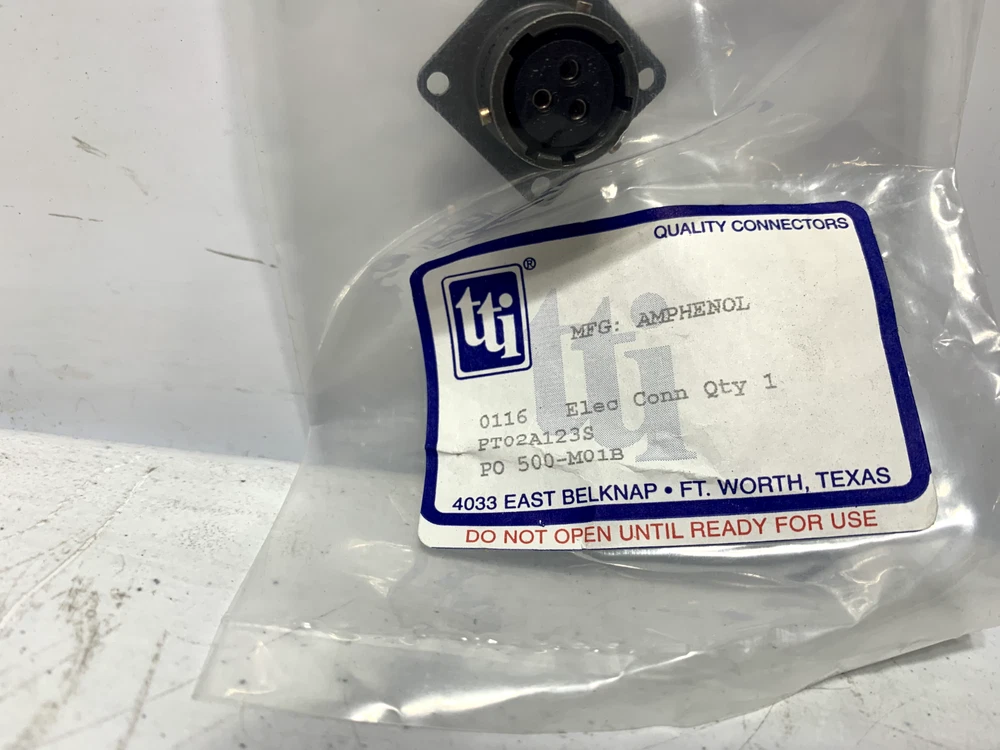 QUALITY CONNECTORS
tti®
MFG: AMPHENOL
0116 Elec Conn Qty 1
PT02A123S
PO 500-M01B
4033 EAST BELKNAP • FT. WORTH, TEXAS
DO NOT OPEN UNTIL READY FOR USE